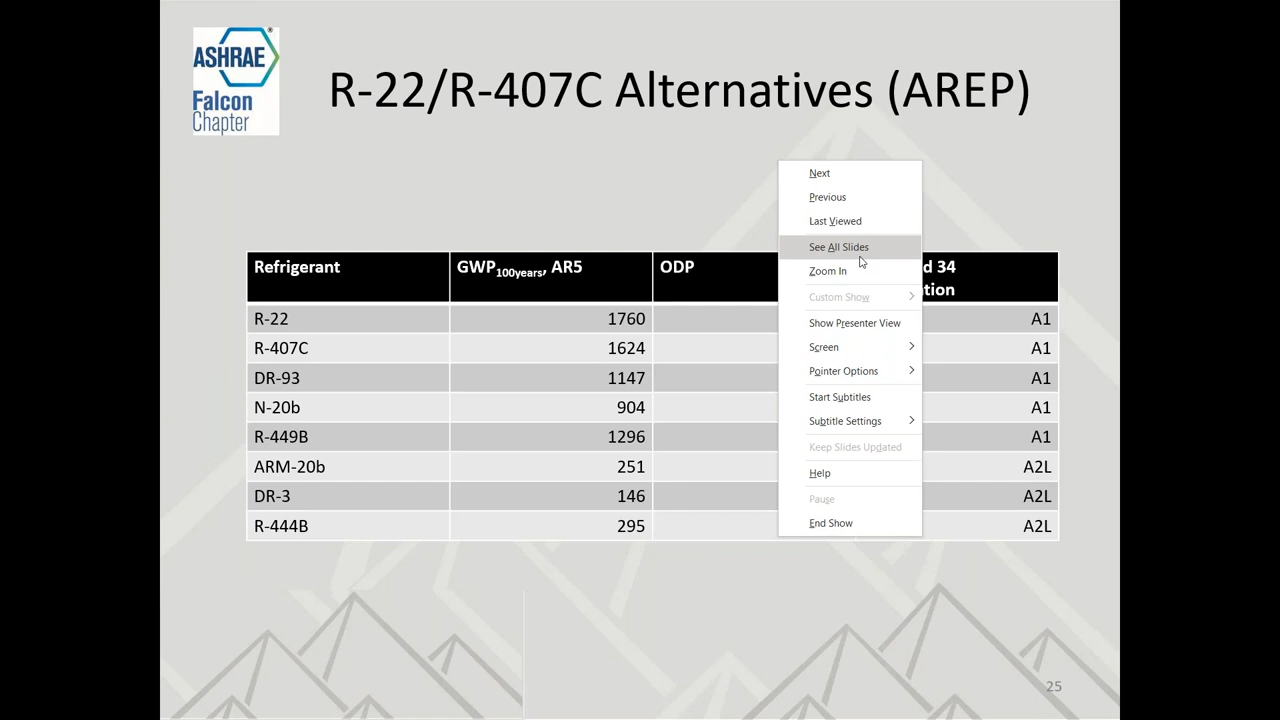 ASHRAE
Falcon
Chapter
R-22/R-407C Alternatives (AREP)
Next
Previous
Last Viewed
See All Slides
Zoom In
Custom Show
Show Presenter View
Screen
Pointer Options
Start Subtitles
Subtitle Settings
Keep Slides Updated
Help
Pause
End Show
Refrigerant GWP100years, AR5 ODP d 34
tion
R-22 1760 A1
R-407C 1624 A1
DR-93 1147 A1
N-20b 904 A1
R-449B 1296 A1
ARM-20b 251 A2L
DR-3 146 A2L
R-444B 295 A2L
25